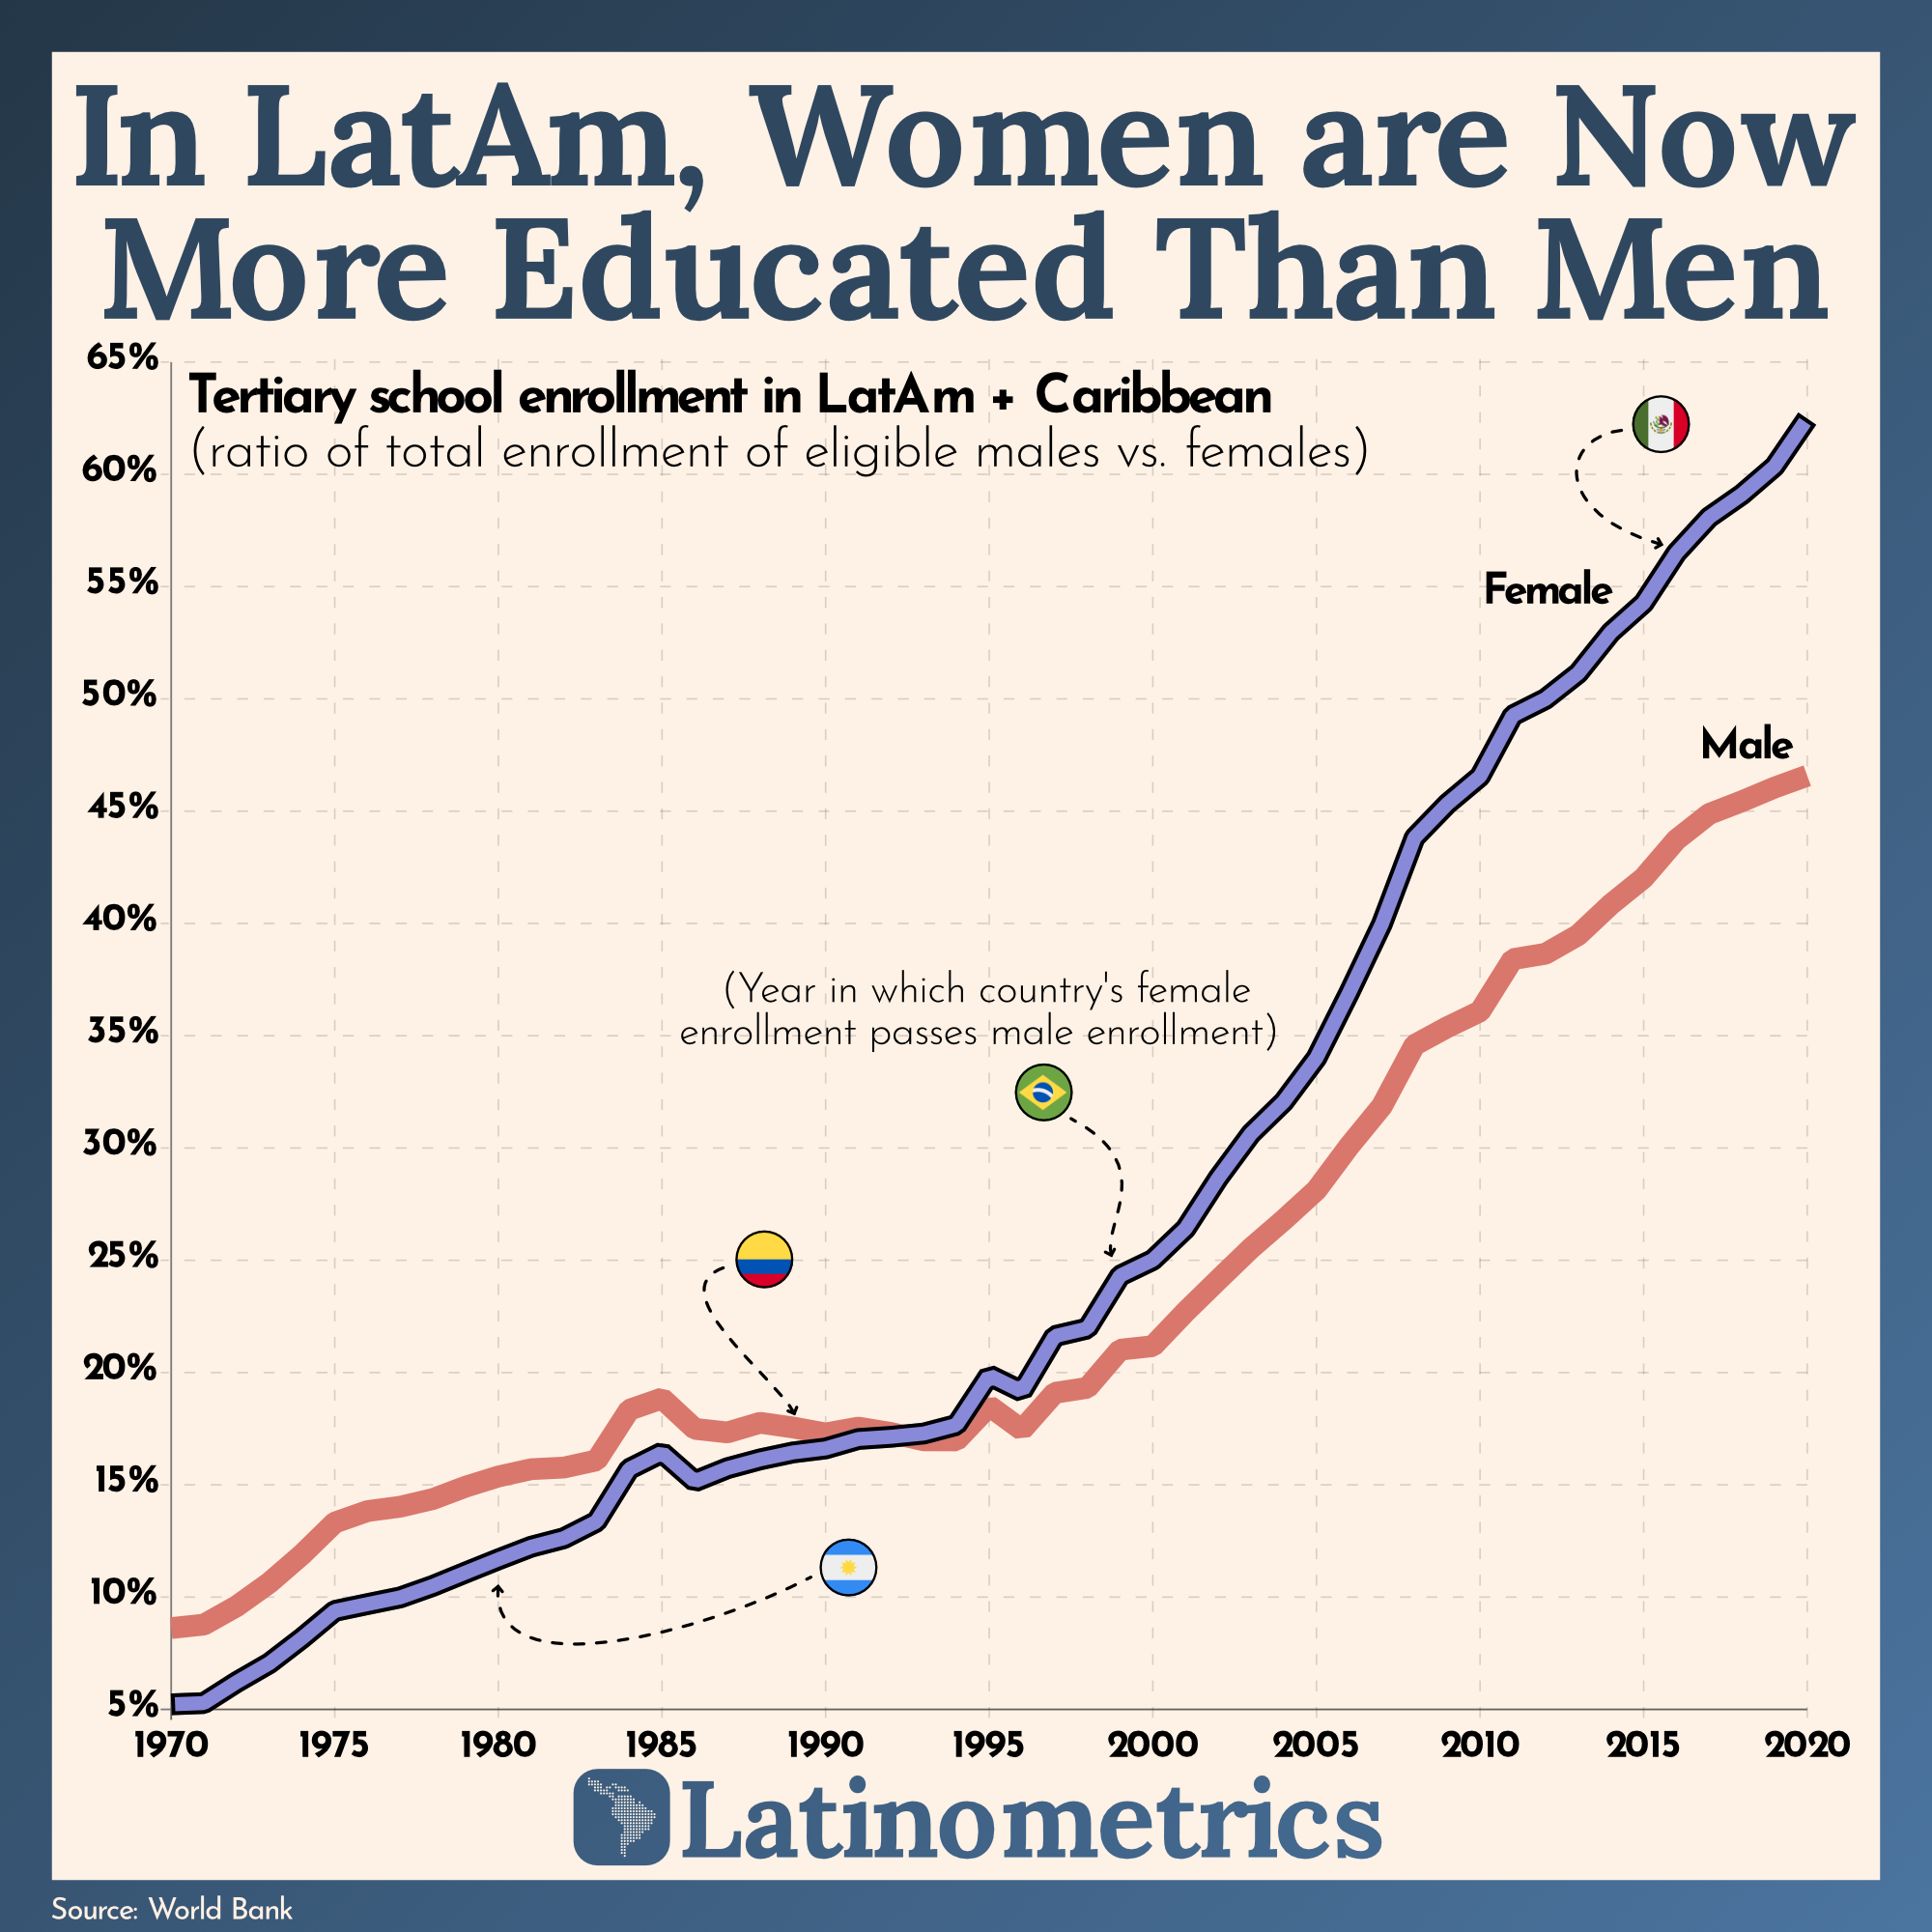 In LatAm, Women are Now
More Educated Than Men
65%
Tertiary school enrollment in LatAm + Caribbean
(ratio of total enrollment of eligible males vs. females)
60%
55%
Female
50%
Male
45%
40%
(Year in which country's female
enrollment passes male enrollment)
35%
30%
25%
20%
15%
10%
5%
1970 1975 1980 1985 1990 1995 2000 2005 2010 2015 2020
Latinometrics
Source: World Bank